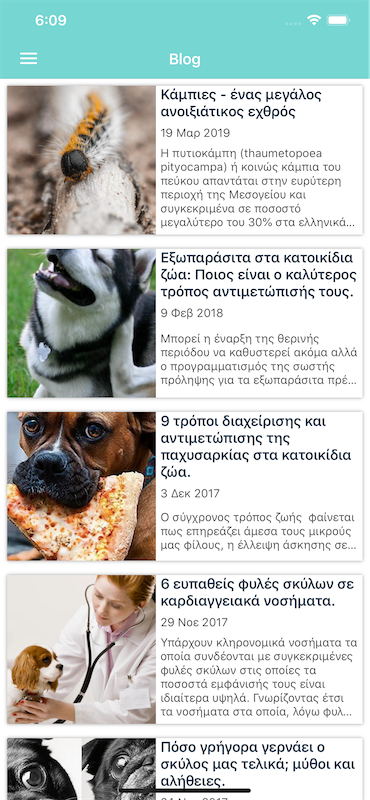 6:09
Blog
Κάμπιες - ένας μεγάλος
ανοιξιάτικος εχθρός
19 Μαρ 2019
Η πυτιοκάμπη (thaumetopoea
pityocampa) ή κοινώς κάμπια του
πεύκου απαντάται στην ευρύτερη
περιοχή της Μεσογείου και
συγκεκριμένα σε ποσοστό
μεγαλύτερο του 30% στα ελληνικά...
Εξωπαράσιτα στα κατοικίδια
ζώα: Ποιος είναι ο καλύτερος
τρόπος αντιμετώπισής τους.
9 Φεβ 2018
Μπορεί η έναρξη της θερινής
περιόδου να καθυστερεί ακόμα αλλά
ο προγραμματισμός της σωστής
πρόληψης για τα εξωπαράσιτα πρέ...
9 τρόποι διαχείρισης και
αντιμετώπισης της
παχυσαρκίας στα κατοικίδια
ζώα.
3 Δεκ 2017
Ο σύγχρονος τρόπος ζωής  φαίνεται
πως επηρεάζει άμεσα τους μικρούς
μας φίλους, η έλλειψη άσκησης σε...
6 ευπαθείς φυλές σκύλων σε
καρδιαγγειακά νοσήματα.
29 Νοε 2017
Υπάρχουν κληρονομικά νοσήματα τα
οποία συνδέονται με συγκεκριμένες
φυλές σκύλων στις οποίες τα
ποσοστά εμφάνισής τους είναι
ιδιαίτερα υψηλά. Γνωρίζοντας έτσι
τα νοσήματα στα οποία, λόγω φυλ...
Πόσο γρήγορα γερνάει ο
σκύλος μας τελικά; μύθοι και
αλήθειες.